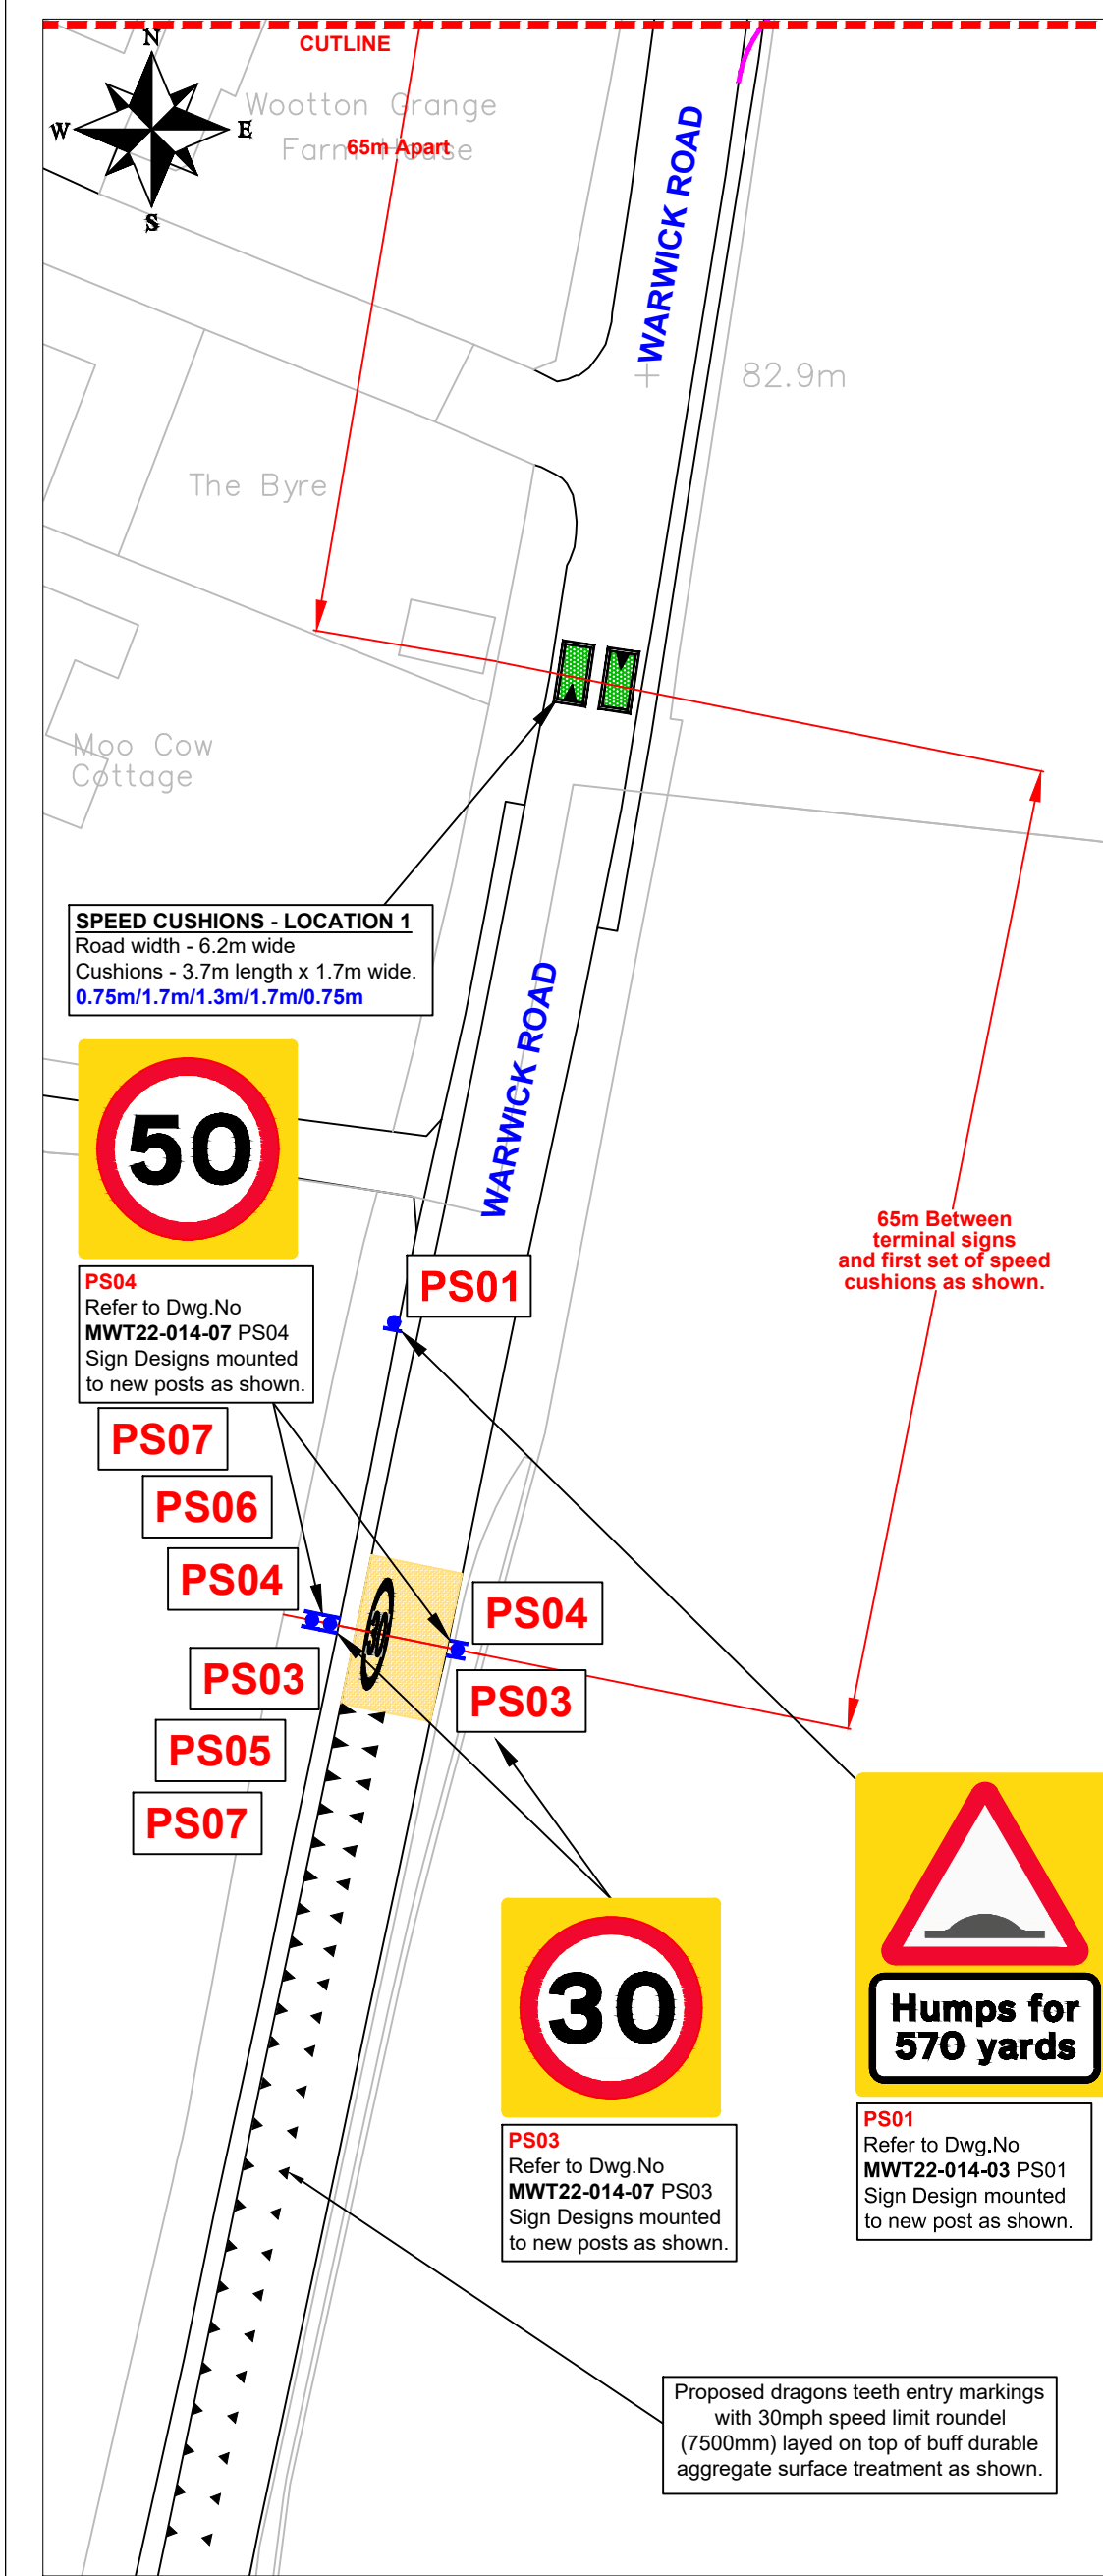 CUTLINE
N
W
E
S
Wootton Grange
Farm House
65m Apart
WARWICK ROAD
82.9m
The Byre
Moo Cow
Cottage
SPEED CUSHIONS - LOCATION 1
Road width - 6.2m wide
Cushions - 3.7m length x 1.7m wide.
0.75m/1.7m/1.3m/1.7m/0.75m
WARWICK ROAD
50
PS04
Refer to Dwg.No
MWT22-014-07 PS04
Sign Designs mounted
to new posts as shown.
PS01
65m Between
terminal signs
and first set of speed
cushions as shown.
PS07
PS06
PS04
PS03
PS05
PS07
30
PS04
PS03
30
PS03
Refer to Dwg.No
MWT22-014-07 PS03
Sign Designs mounted
to new posts as shown.
Humps for
570 yards
PS01
Refer to Dwg.No
MWT22-014-03 PS01
Sign Design mounted
to new post as shown.
Proposed dragons teeth entry markings
with 30mph speed limit roundel
(7500mm) layed on top of buff durable
aggregate surface treatment as shown.